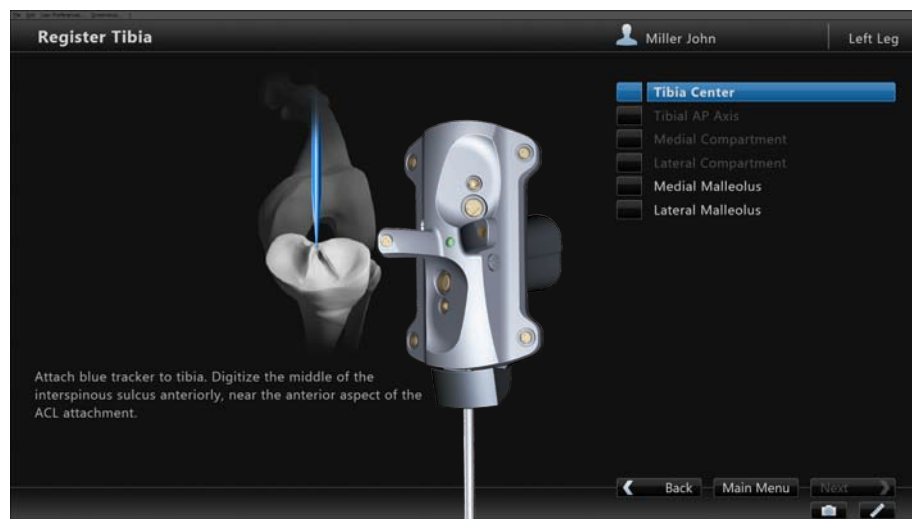 Register Tibia
Miller John
Left Leg
Tibia Center
Tibial AP Axis
Medial Compartment
Lateral Compartment
Medial Malleolus
Lateral Malleolus
Attach blue tracker to tibia. Digitize the middle of the
interspinous sulcus anteriorly, near the anterior aspect of the
ACL attachment.
Back
Main Menu
Next